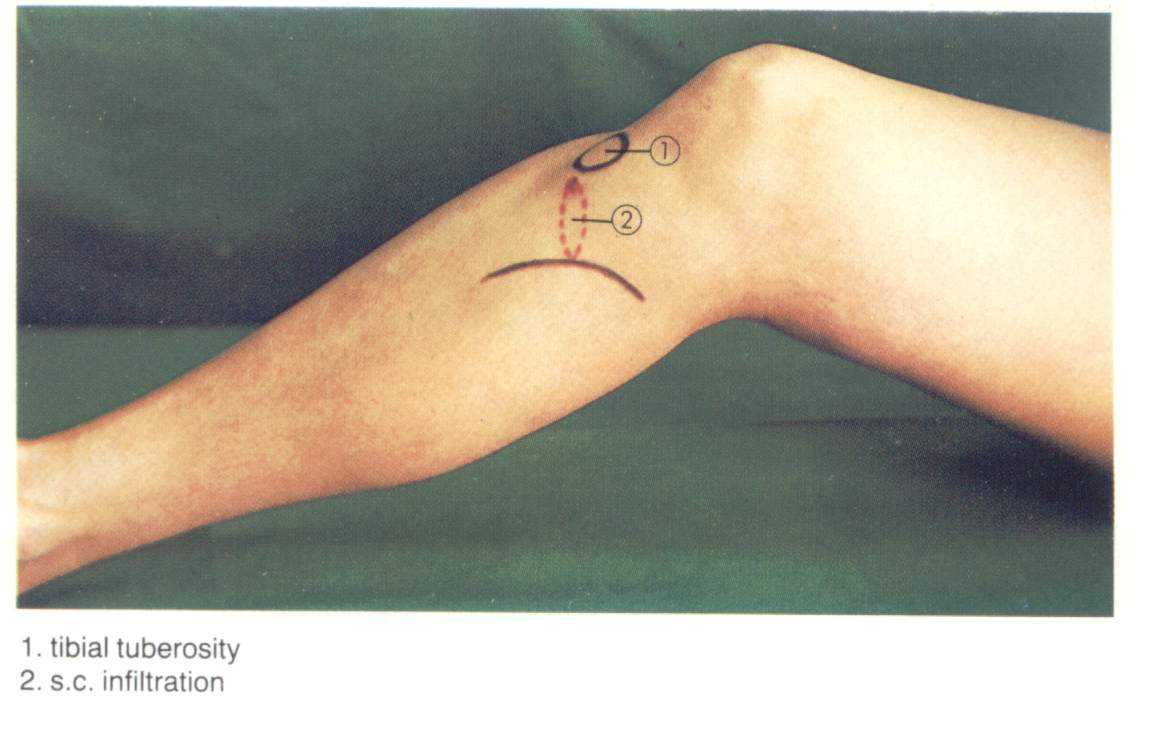 1
2
1. tibial tuberosity
2. s.c. infiltration